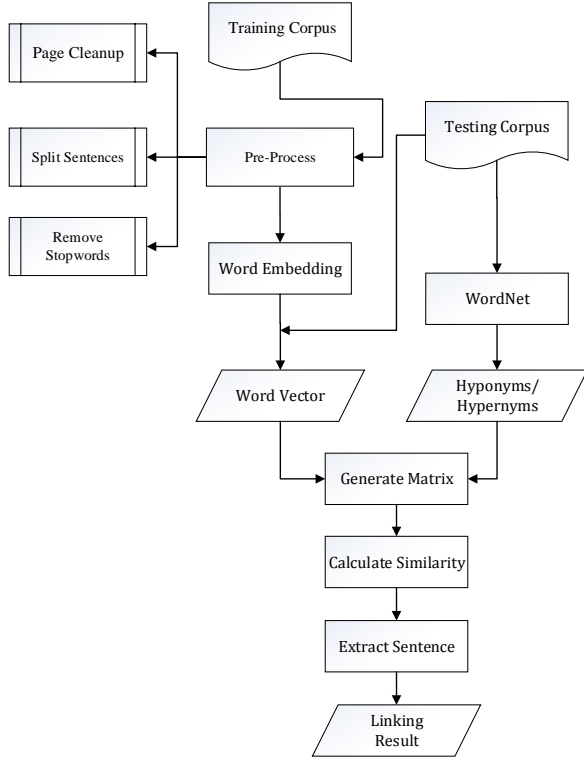 Training Corpus
Page Cleanup
Testing Corpus
Split Sentences
Pre-Process
Remove
Stopwords
Word Embedding
WordNet
Word Vector
Hyponyms/
Hypernyms
Generate Matrix
Calculate Similarity
Extract Sentence
Linking
Result